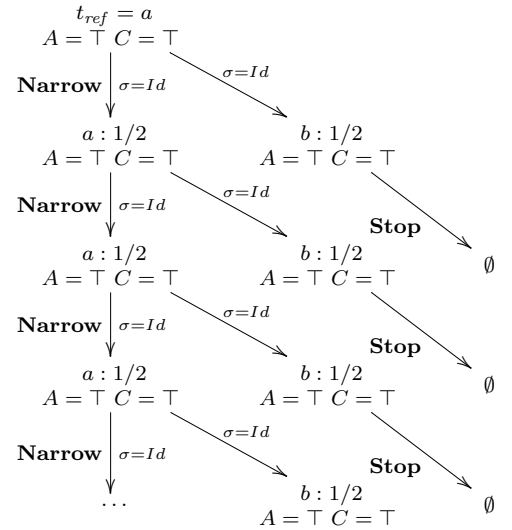 t_ref = a
A = ⊤ C = ⊤
Narrow σ=Id σ=Id
a : 1/2 b : 1/2
A = ⊤ C = ⊤ A = ⊤ C = ⊤
Narrow σ=Id σ=Id Stop
∅
a : 1/2 b : 1/2
A = ⊤ C = ⊤ A = ⊤ C = ⊤
Narrow σ=Id σ=Id Stop
∅
a : 1/2 b : 1/2
A = ⊤ C = ⊤ A = ⊤ C = ⊤
Narrow σ=Id σ=Id Stop
∅
... b : 1/2
A = ⊤ C = ⊤